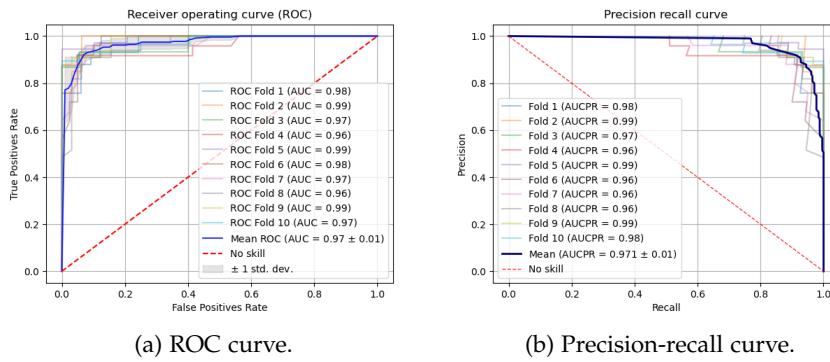 Receiver operating curve (ROC)
True Positives Rate
1.0
0.8
0.6
0.4
0.2
0.0
ROC Fold 1 (AUC = 0.98)
ROC Fold 2 (AUC = 0.99)
ROC Fold 3 (AUC = 0.97)
ROC Fold 4 (AUC = 0.96)
ROC Fold 5 (AUC = 0.99)
ROC Fold 6 (AUC = 0.98)
ROC Fold 7 (AUC = 0.97)
ROC Fold 8 (AUC = 0.96)
ROC Fold 9 (AUC = 0.99)
ROC Fold 10 (AUC = 0.97)
Mean ROC (AUC = 0.97 ± 0.01)
No skill
± 1 std. dev.
0.0 0.2 0.4 0.6 0.8 1.0
False Positives Rate
(a) ROC curve.
Precision recall curve
Precision
1.0
0.8
0.6
0.4
0.2
0.0
Fold 1 (AUCPR = 0.98)
Fold 2 (AUCPR = 0.99)
Fold 3 (AUCPR = 0.97)
Fold 4 (AUCPR = 0.96)
Fold 5 (AUCPR = 0.99)
Fold 6 (AUCPR = 0.96)
Fold 7 (AUCPR = 0.96)
Fold 8 (AUCPR = 0.96)
Fold 9 (AUCPR = 0.99)
Fold 10 (AUCPR = 0.98)
Mean (AUCPR = 0.971 ± 0.01)
No skill
0.0 0.2 0.4 0.6 0.8 1.0
Recall
(b) Precision-recall curve.